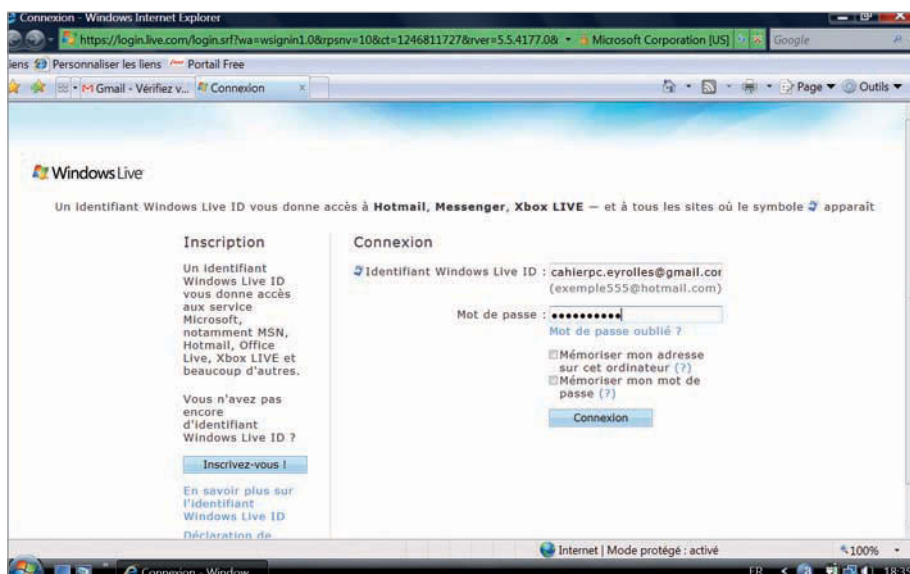 Connexion - Windows Internet Explorer
https://login.live.com/login.srf?wa=wsignin1.0&rpsnv=10&ct=1246811727&rver=5.5.4177.0& Microsoft Corporation [US] Google
iens Personnaliser les liens Portail Free
Gmail - Vérifiez v... Connexion x Page Outils
Windows Live
Un identifiant Windows Live ID vous donne accès à Hotmail, Messenger, Xbox LIVE — et à tous les sites où le symbole apparaît
Inscription
Un identifiant
Windows Live ID
vous donne accès
aux service
Microsoft,
notamment MSN,
Hotmail, Office
Live, Xbox LIVE et
beaucoup d'autres.
Vous n'avez pas
encore
d'identifiant
Windows Live ID ?
Inscrivez-vous !
En savoir plus sur
l'identifiant
Windows Live ID
Déclaration de
Connexion
Identifiant Windows Live ID : cahierpc.eyrolles@gmail.cor
(exemple555@hotmail.com)
Mot de passe : ••••••••••
Mot de passe oublié ?
Mémoriser mon adresse
sur cet ordinateur (?)
Mémoriser mon mot de
passe (?)
Connexion
Internet | Mode protégé : activé 100%
Connexion - Window... FR 18:35